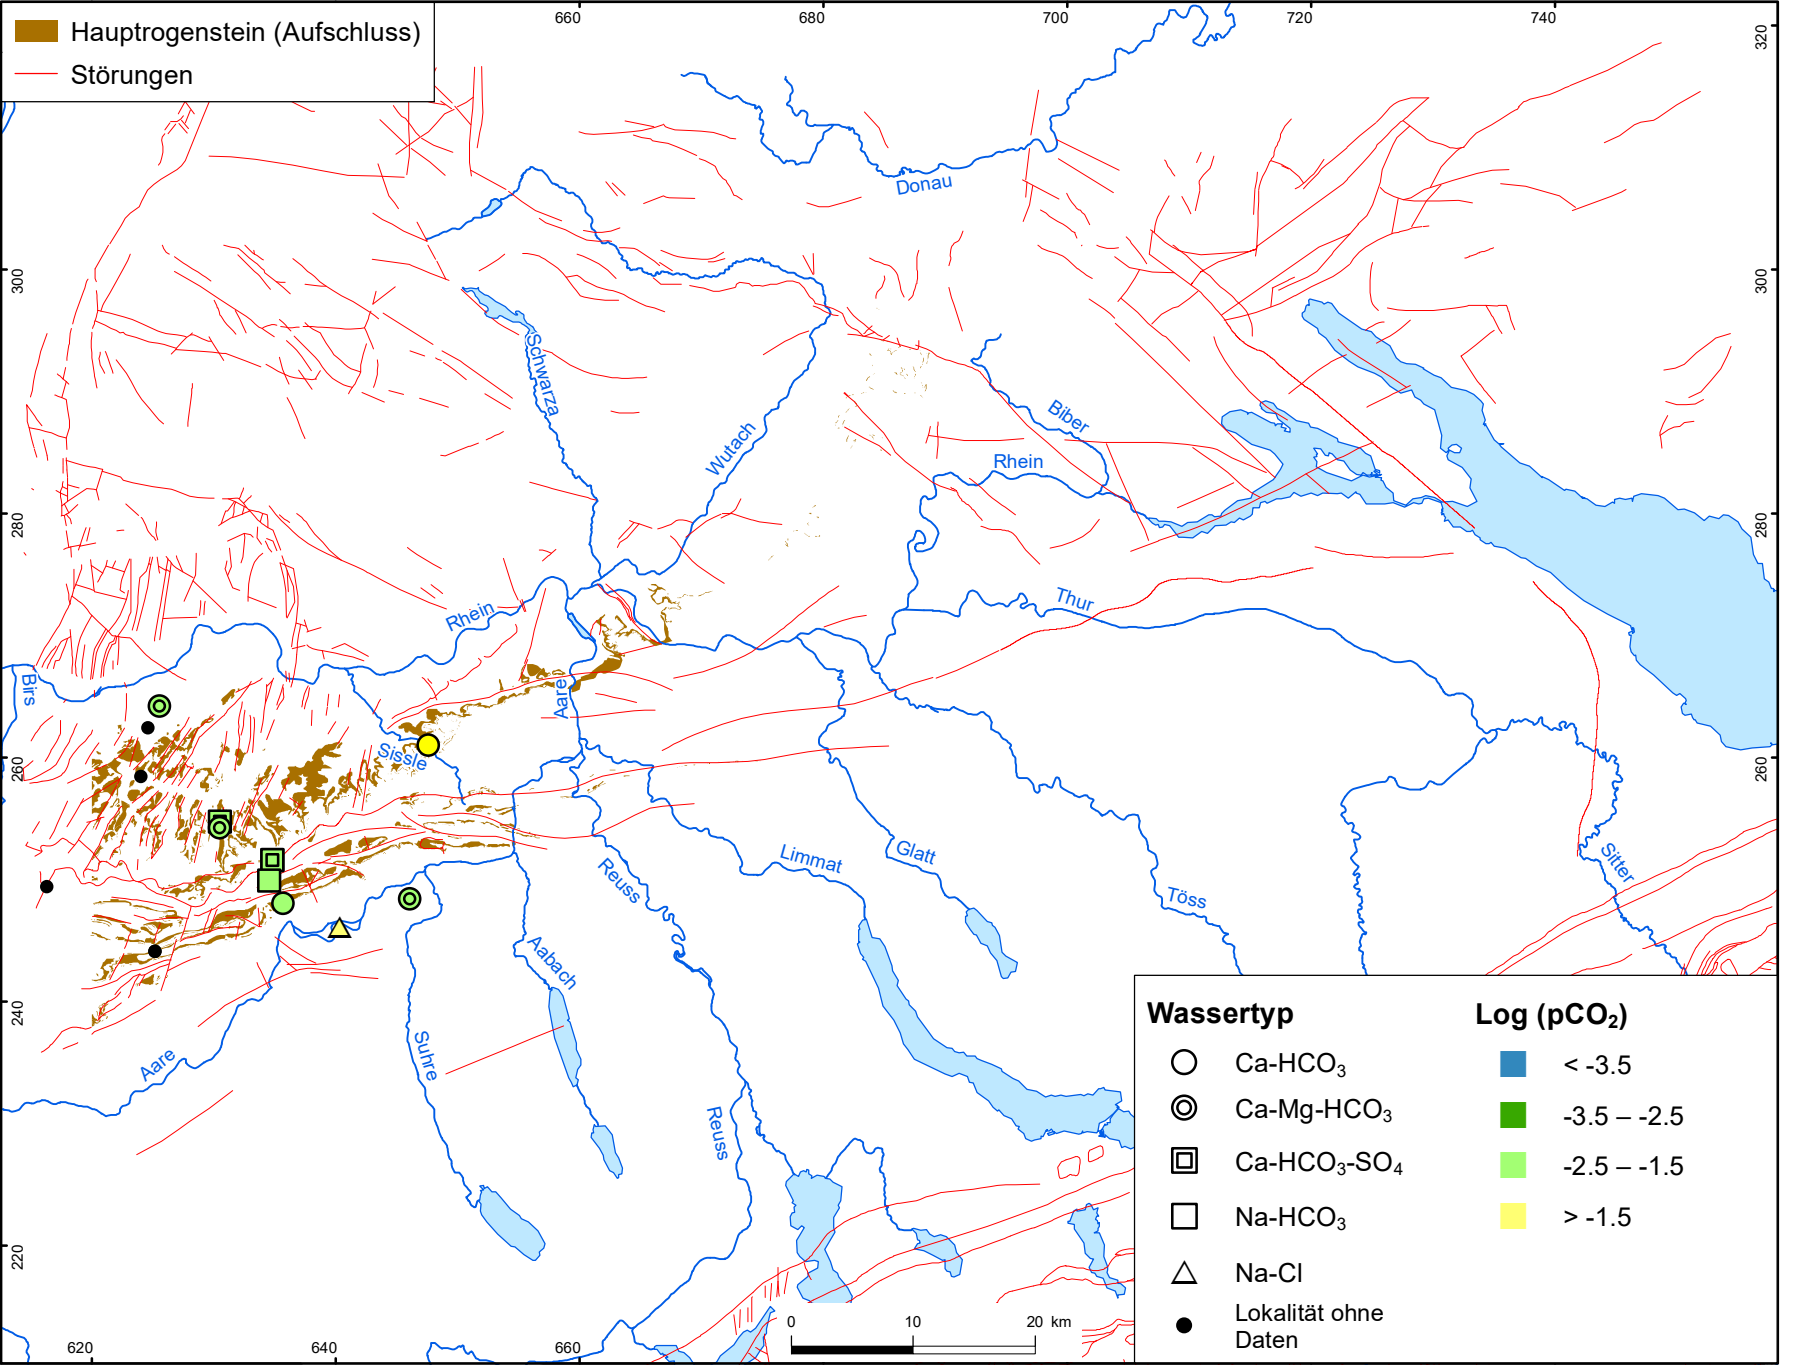 660
680
700
720
740
320
Hauptrogenstein (Aufschluss)
Störungen
Donau
300
300
Schwarza
Wutach
Biber
Rhein
280
280
Rhein
Thur
Birs
Aare
Sissle
260
260
Reuss
Limmat
Glatt
Töss
Sitter
Aabach
240
Aare
Suhre
Reuss
220
Wassertyp
Ca-HCO₃
Ca-Mg-HCO₃
Ca-HCO₃-SO₄
Na-HCO₃
Na-Cl
Lokalität ohne
Daten
Log (pCO₂)
< -3.5
-3.5 – -2.5
-2.5 – -1.5
> -1.5
0 10 20 km
620
640
660